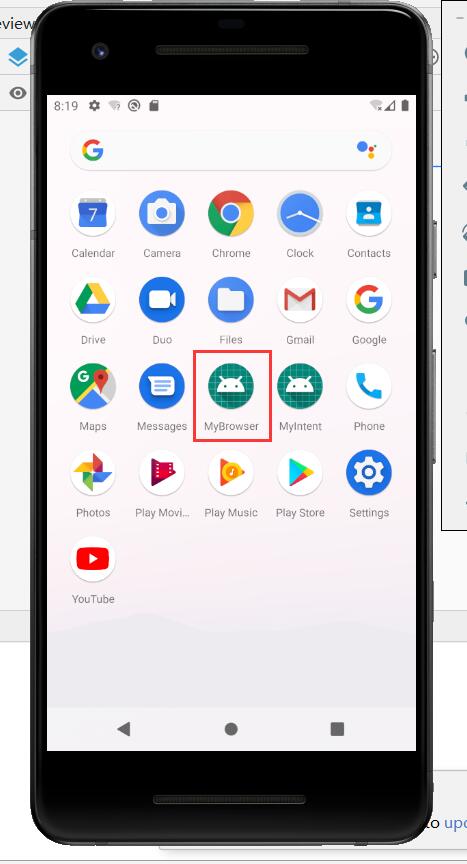 eview
8:19
Calendar Camera Chrome Clock Contacts
Drive Duo Files Gmail Google
Maps Messages MyBrowser MyIntent Phone
Photos Play Movi... Play Music Play Store Settings
YouTube
to upd